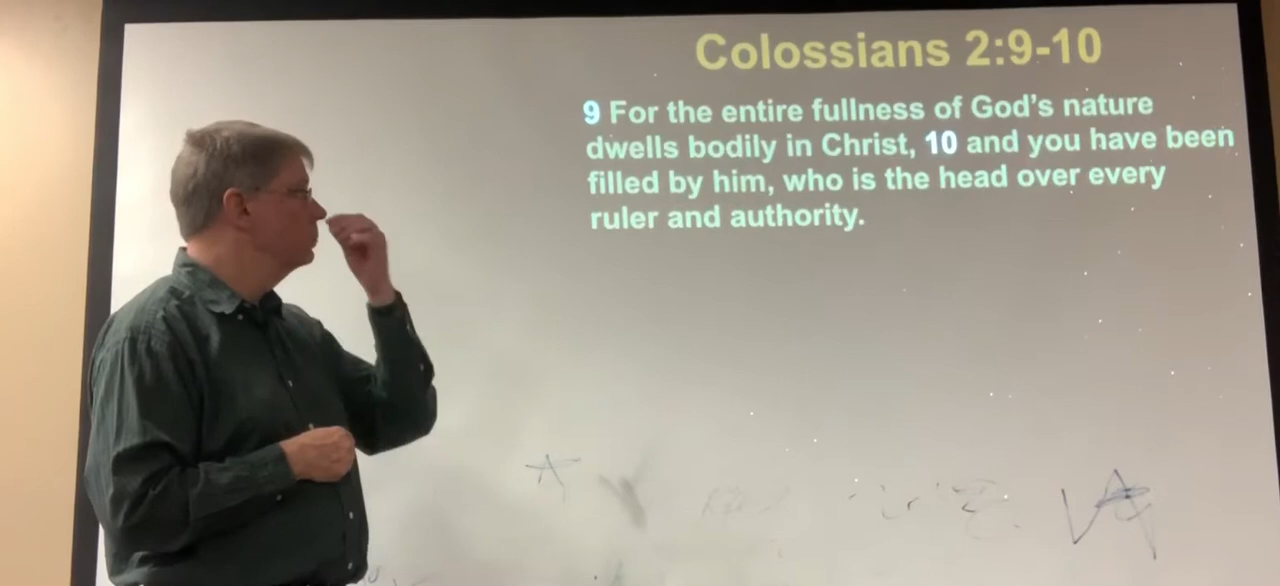 Colossians 2:9-10
9 For the entire fullness of God's nature
dwells bodily in Christ, 10 and you have been
filled by him, who is the head over every
ruler and authority.